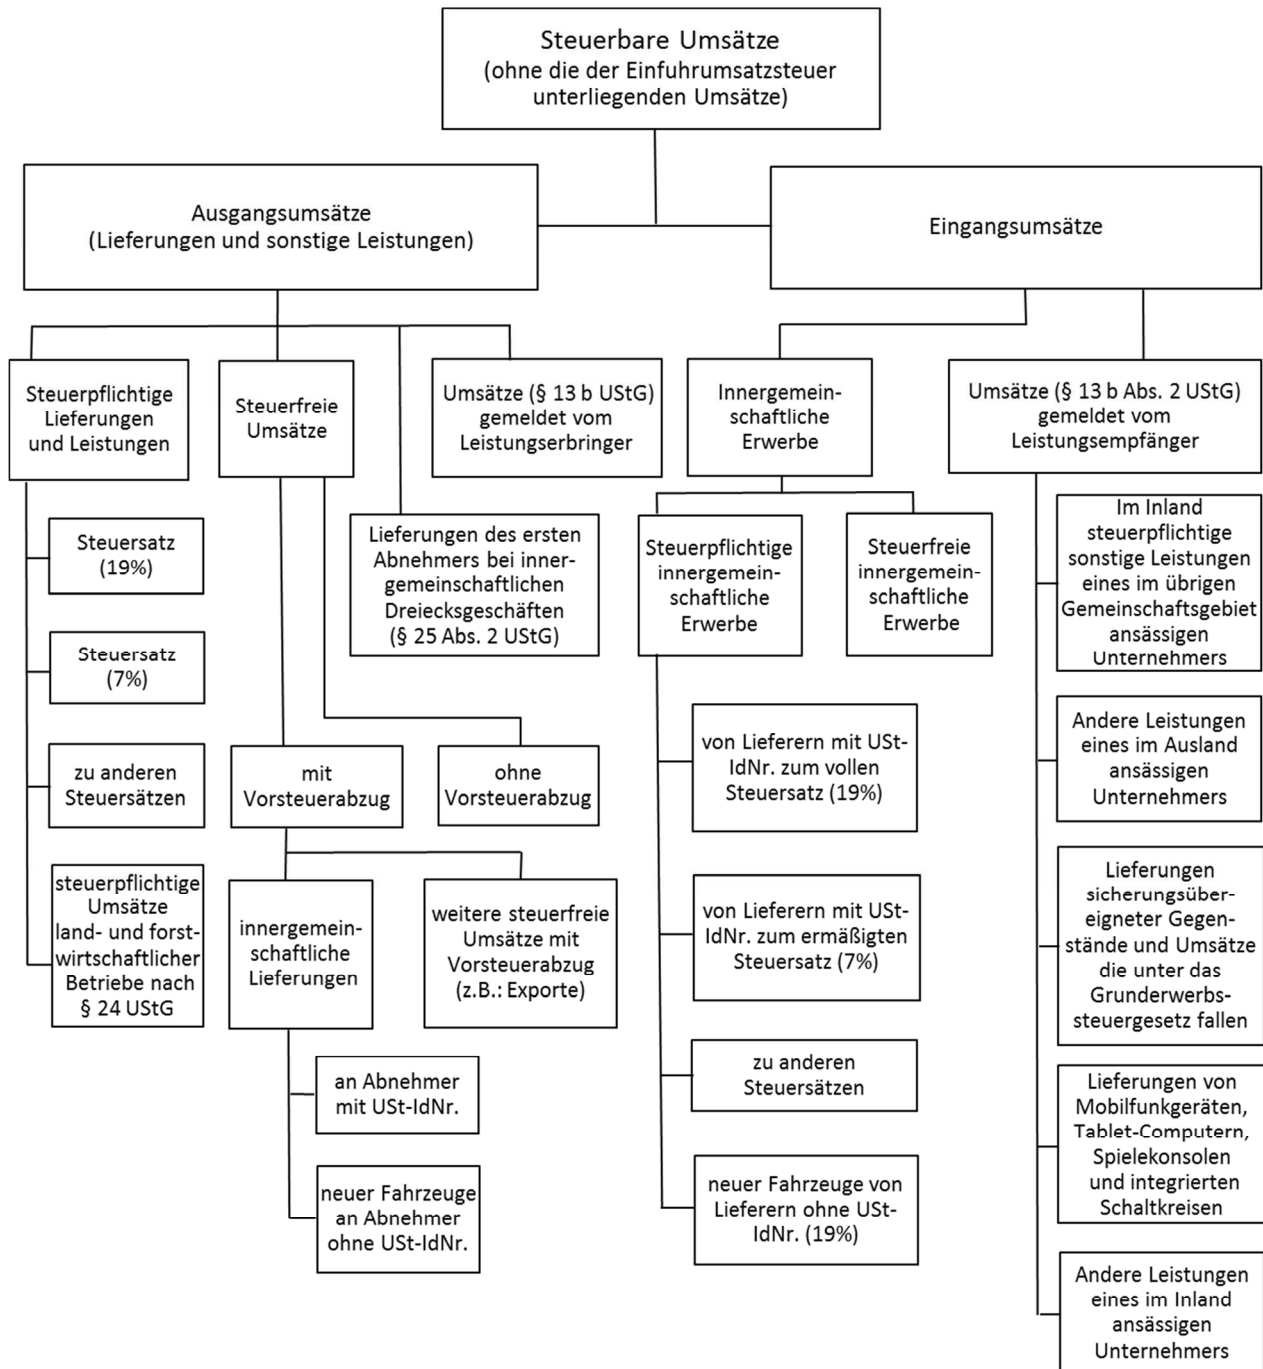 Steuerbare Umsätze
(ohne die der Einfuhrumsatzsteuer
unterliegenden Umsätze)
Ausgangsumsätze
(Lieferungen und sonstige Leistungen)
Eingangsumsätze
Steuerpflichtige
Lieferungen
und Leistungen
Steuerfreie
Umsätze
Umsätze (§ 13 b UStG)
gemeldet vom
Leistungserbringer
Innergemein-
schaftliche
Erwerbe
Umsätze (§ 13 b Abs. 2 UStG)
gemeldet vom
Leistungsempfänger
Steuersatz
(19%)
Steuersatz
(7%)
zu anderen
Steuersätzen
steuerpflichtige
Umsätze
land- und forst-
wirtschaftlicher
Betriebe nach
§ 24 UStG
Lieferungen des ersten
Abnehmers bei inner-
gemeinschaftlichen
Dreiecksgeschäften
(§ 25 Abs. 2 UStG)
mit
Vorsteuerabzug
ohne
Vorsteuerabzug
innergemein-
schaftliche
Lieferungen
weitere steuerfreie
Umsätze mit
Vorsteuerabzug
(z.B.: Exporte)
an Abnehmer
mit USt-IdNr.
neuer Fahrzeuge
an Abnehmer
ohne USt-IdNr.
Steuerpflichtige
innergemein-
schaftliche
Erwerbe
Steuerfreie
innergemein-
schaftliche
Erwerbe
von Lieferern mit USt-
IdNr. zum vollen
Steuersatz (19%)
von Lieferern mit USt-
IdNr. zum ermäßigten
Steuersatz (7%)
zu anderen
Steuersätzen
neuer Fahrzeuge von
Lieferern ohne USt-
IdNr. (19%)
Im Inland
steuerpflichtige
sonstige Leistungen
eines im übrigen
Gemeinschaftsgebiet
ansässigen
Unternehmers
Andere Leistungen
eines im Ausland
ansässigen
Unternehmers
Lieferungen
sicherungsüber-
eigneter Gegen-
stände und Umsätze
die unter das
Grunderwerbs-
steuergesetz fallen
Lieferungen von
Mobilfunkgeräten,
Tablet-Computern,
Spielekonsolen
und integrierten
Schaltkreisen
Andere Leistungen
eines im Inland
ansässigen
Unternehmers